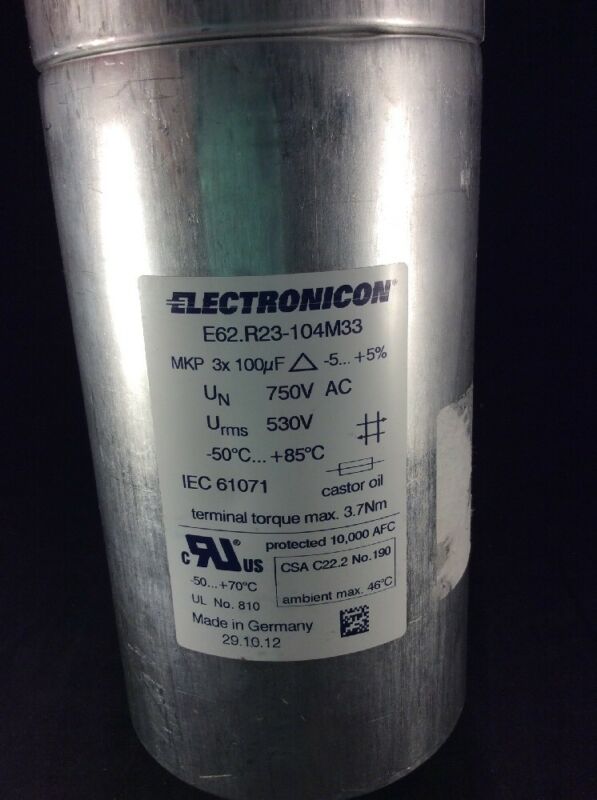 ELECTRONICON®
E62.R23-104M33
MKP 3x 100µF △ -5... +5%
UN 750V AC
Urms 530V
-50°C... +85°C
IEC 61071 castor oil
terminal torque max. 3.7Nm
protected 10,000 AFC
c RU® US
CSA C22.2 No.190
-50...+70°C
ambient max. 46°C
UL No. 810
Made in Germany
29.10.12